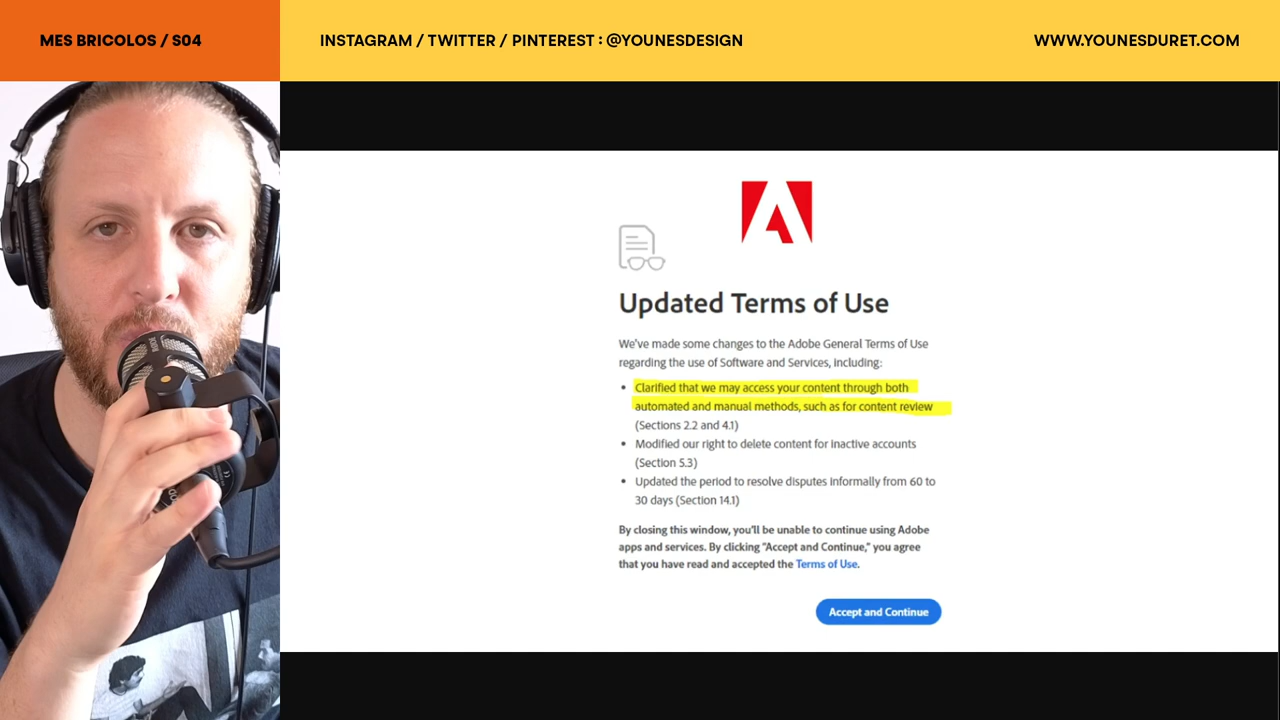 MES BRICOLOS / S04
INSTAGRAM / TWITTER / PINTEREST : @YOUNESDESIGN
WWW.YOUNESDURET.COM
Updated Terms of Use
We've made some changes to the Adobe General Terms of Use
regarding the use of Software and Services, including:
• Clarified that we may access your content through both
automated and manual methods, such as for content review
(Sections 2.2 and 4.1)
• Modified our right to delete content for inactive accounts
(Section 5.3)
• Updated the period to resolve disputes informally from 60 to
30 days (Section 14.1)
By closing this window, you'll be unable to continue using Adobe
apps and services. By clicking "Accept and Continue," you agree
that you have read and accepted the Terms of Use.
Accept and Continue
RODE